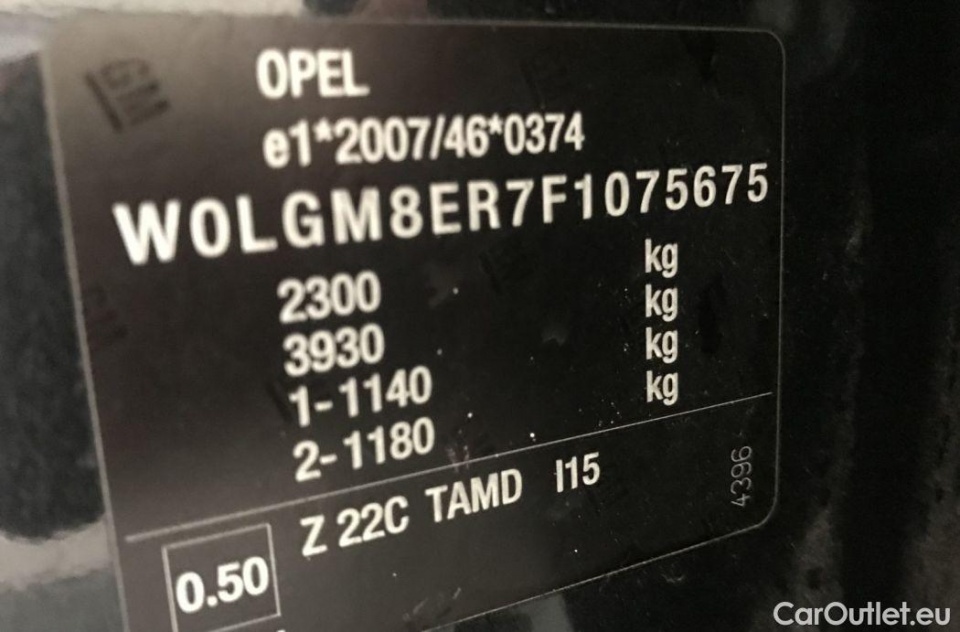 OPEL
e1*2007/46*0374
W0LGM8ER7F1075675
2300 kg
3930 kg
1-1140 kg
2-1180 kg
Z 22C TAMD I15
4396
0.50
GM
CarOutlet.eu